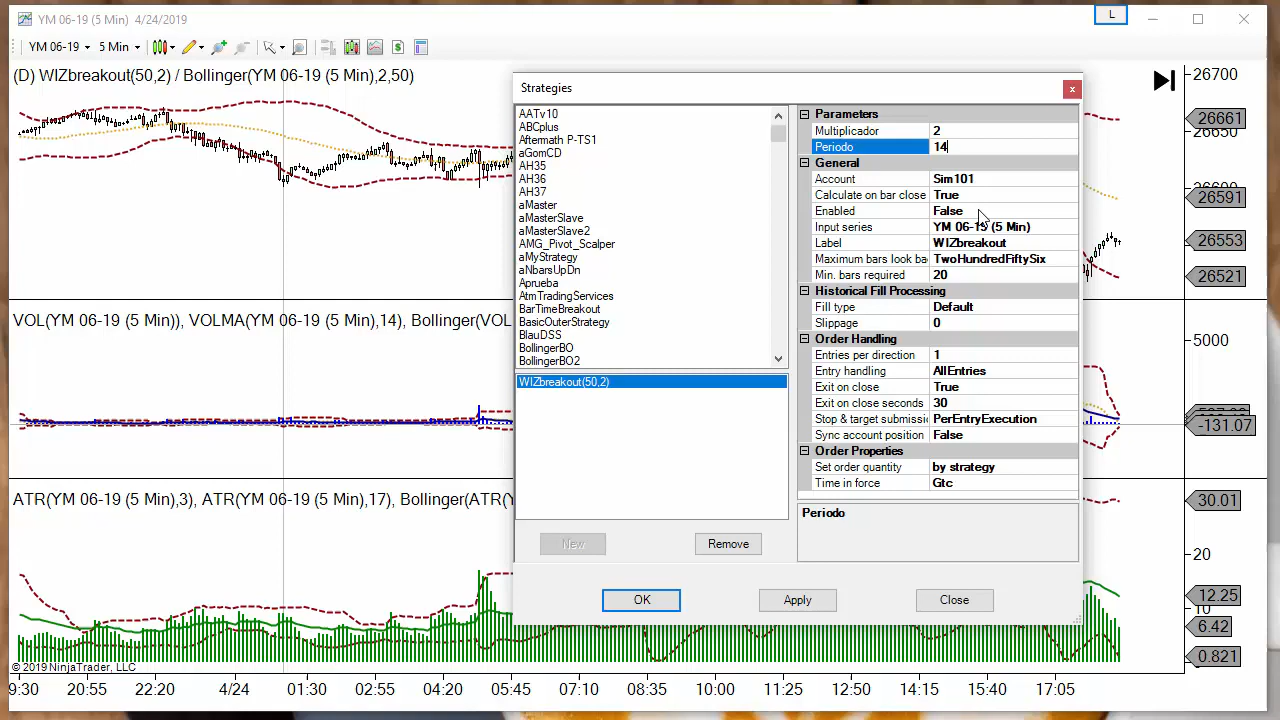 YM 06-19 (5 Min) 4/24/2019
L
YM 06-19
5 Min
(D) WIZbreakout(50,2) / Bollinger(YM 06-19 (5 Min),2,50)
26700
26661
26591
26553
26521
VOL(YM 06-19 (5 Min)), VOLMA(YM 06-19 (5 Min),14), Bollinger(VOL
5000
-131.07
ATR(YM 06-19 (5 Min),3), ATR(YM 06-19 (5 Min),17), Bollinger(ATR(Y
30.01
20
12.25
10
6.42
0.821
© 2019 NinjaTrader, LLC
9:30 20:55 22:20 4/24 01:30 02:55 04:20 05:45 07:10 08:35 10:00 11:25 12:50 14:15 15:40 17:05
Strategies
x
AATv10
ABCplus
Aftermath P-TS1
aGomCD
AH35
AH36
AH37
aMaster
aMasterSlave
aMasterSlave2
AMG_Pivot_Scalper
aMyStrategy
aNbarsUpDn
Aprueba
AtmTradingServices
BarTimeBreakout
BasicOuterStrategy
BlauDSS
BollingerBO
BollingerBO2
WIZbreakout(50,2)
New
Remove
Parameters
Multiplicador 2
Periodo 14
General
Account Sim101
Calculate on bar close True
Enabled False
Input series YM 06-19 (5 Min)
Label WIZbreakout
Maximum bars look ba TwoHundredFiftySix
Min. bars required 20
Historical Fill Processing
Fill type Default
Slippage 0
Order Handling
Entries per direction 1
Entry handling AllEntries
Exit on close True
Exit on close seconds 30
Stop & target submissio PerEntryExecution
Sync account position False
Order Properties
Set order quantity by strategy
Time in force Gtc
Periodo
OK
Apply
Close